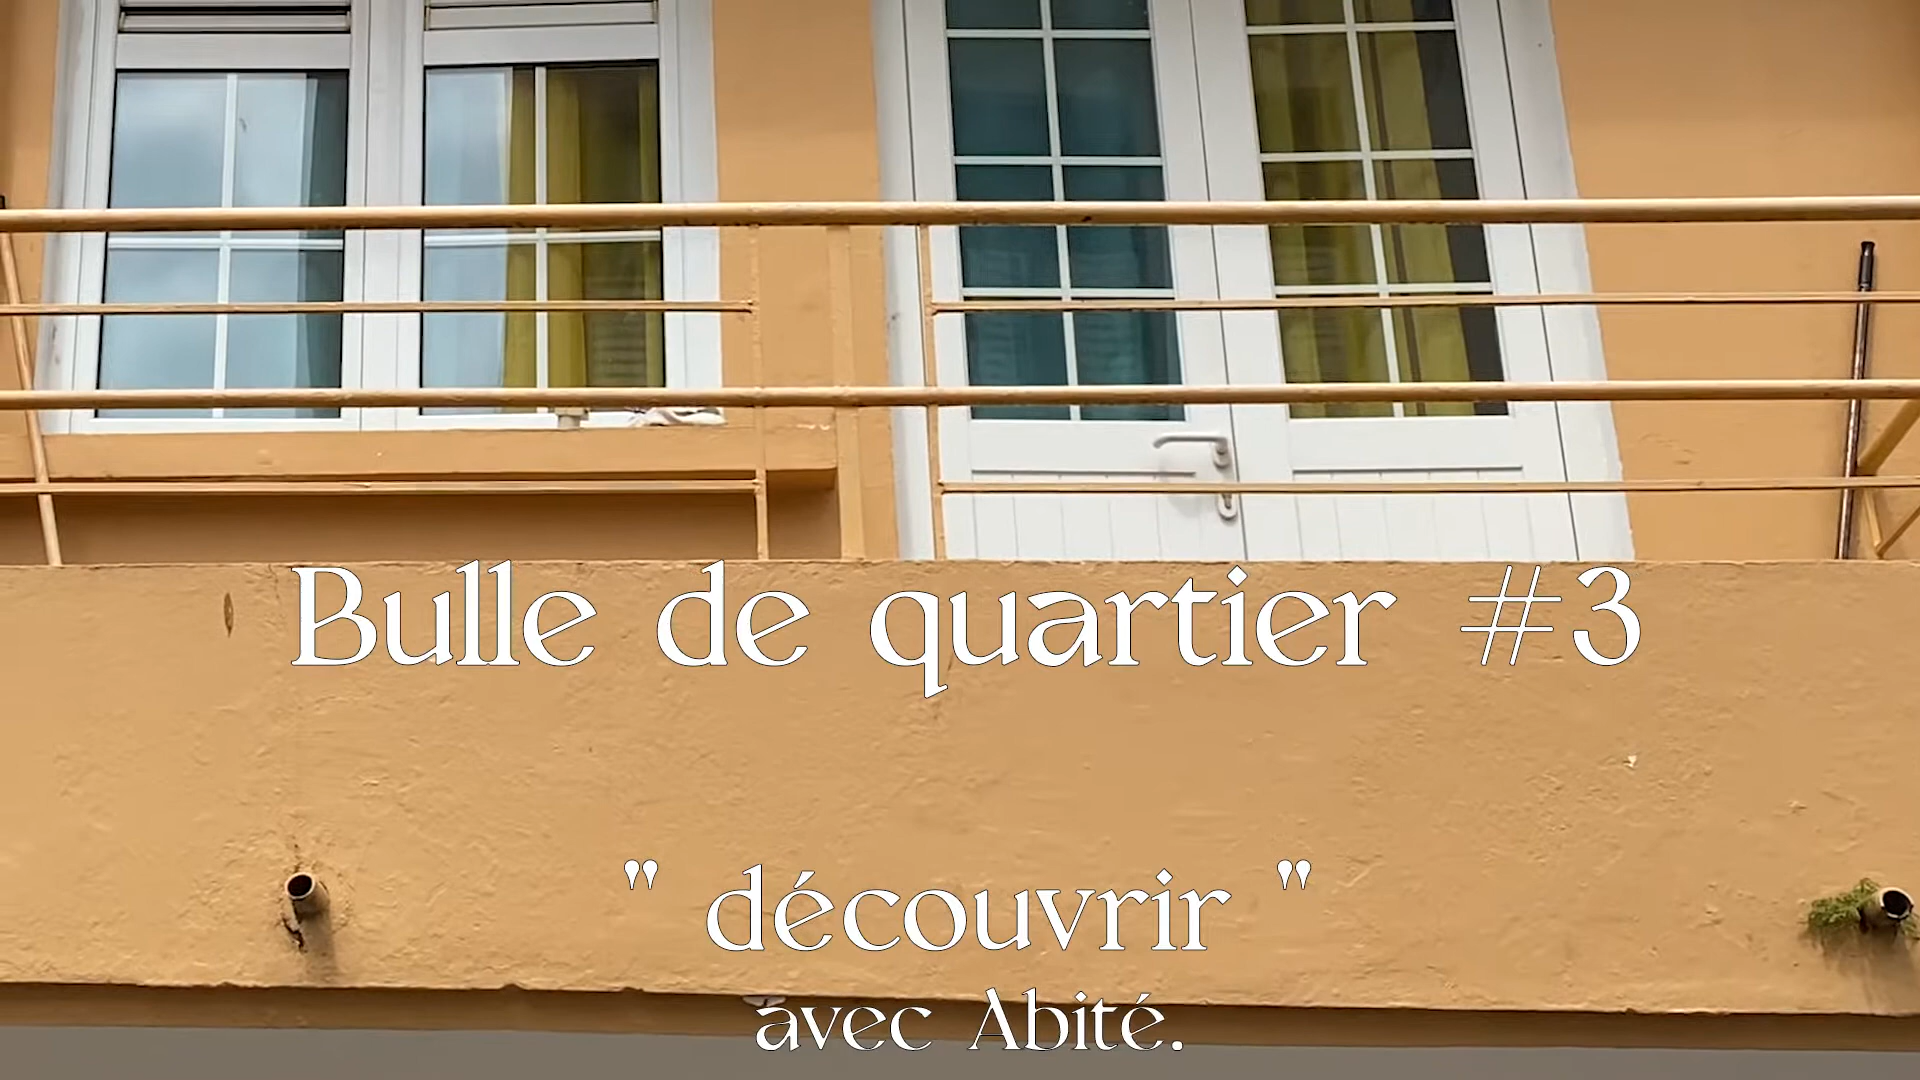 Bulle de quartier #3
" découvrir "
avec Abité.